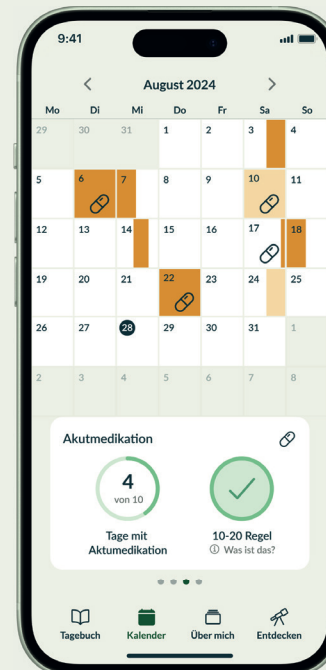 9:41
August 2024
Mo Di Mi Do Fr Sa So
29 30 31 1 2 3 4
5 6 7 8 9 10 11
12 13 14 15 16 17 18
19 20 21 22 23 24 25
26 27 28 29 30 31 1
2 3 4 5 6 7 8
Akutmedikation
4
von 10
Tage mit
Aktumedikation
10-20 Regel
Was ist das?
Tagebuch Kalender Über mich Entdecken